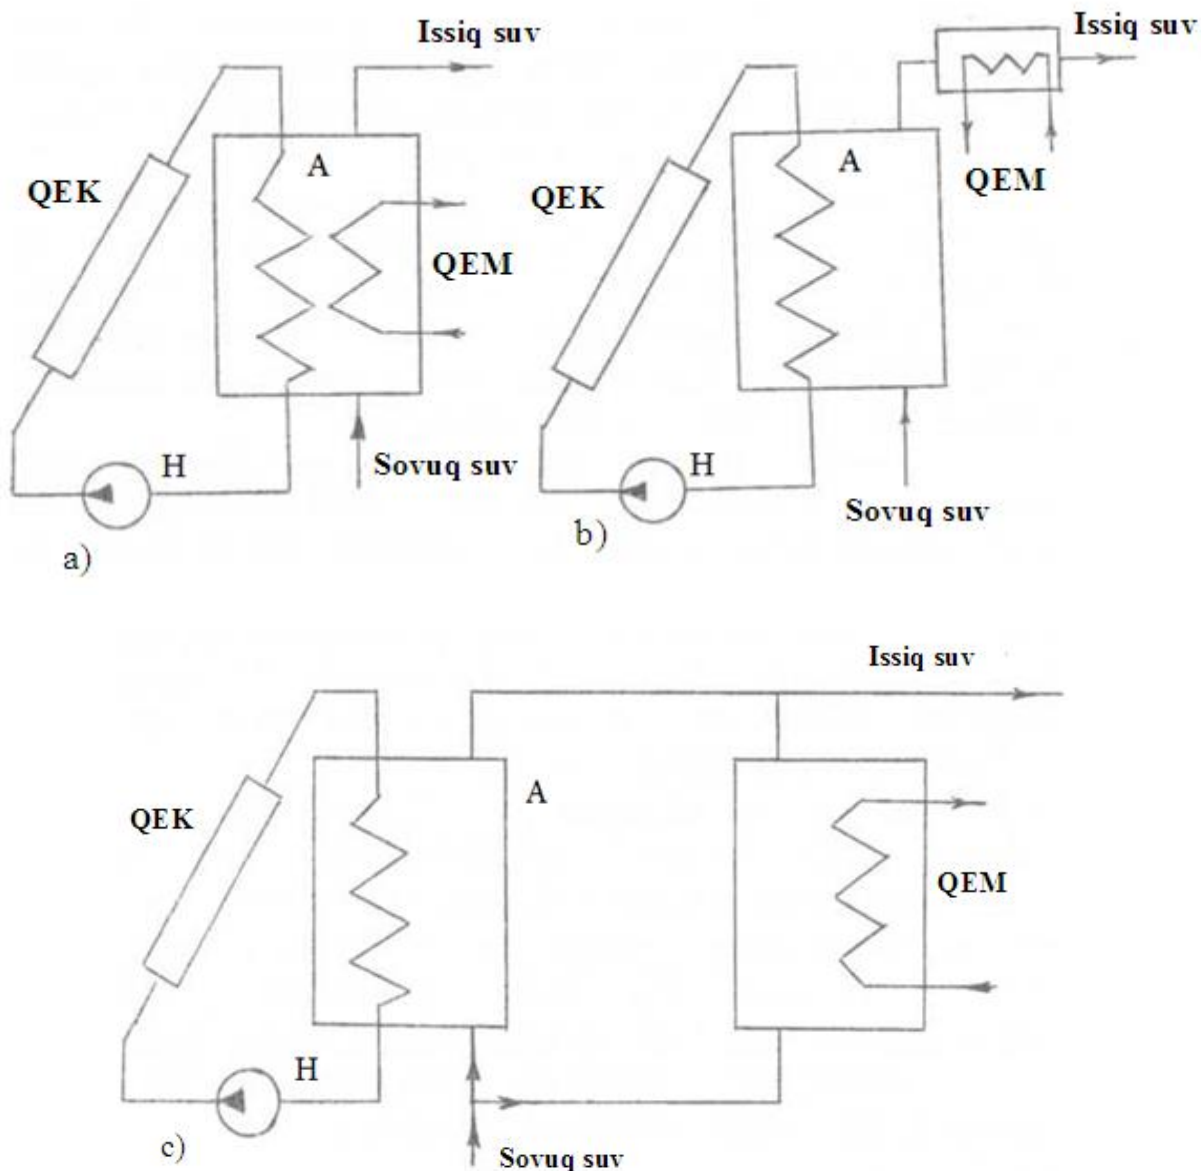 Issiq suv
A
QEK
QEM
H
Sovuq suv
a)
Issiq suv
QEM
A
QEK
H
Sovuq suv
b)
Issiq suv
A
QEK
QEM
H
c)
Sovuq suv